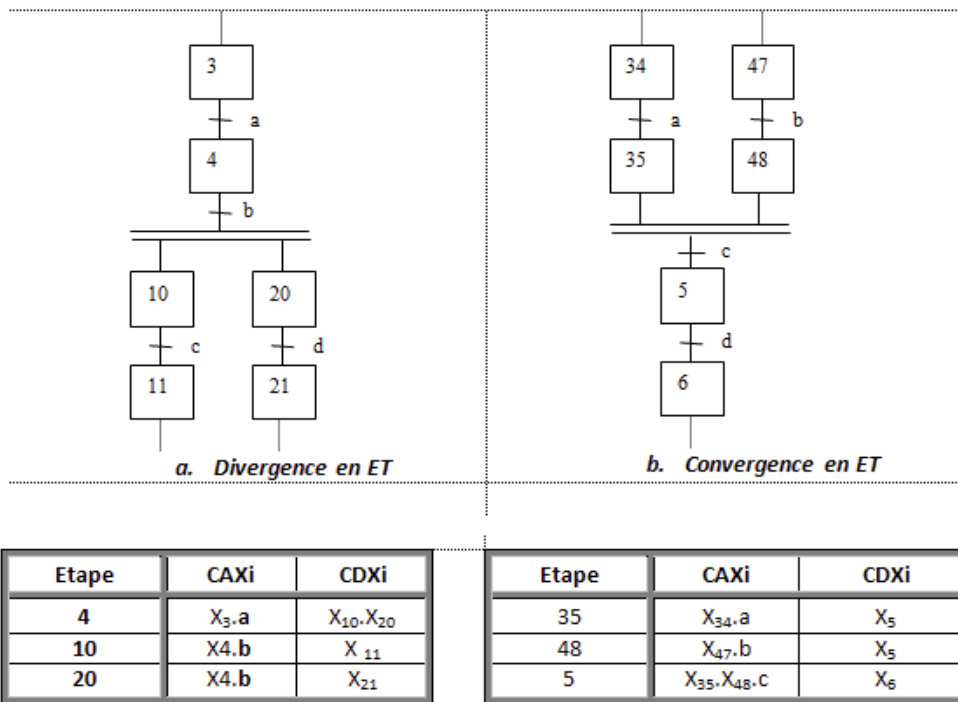 3
a
4
b
10
20
c
d
11
21
a. Divergence en ET
34
47
a
b
35
48
c
5
d
6
b. Convergence en ET
Etape CAXi CDXi
4 X₃.a X₁₀.X₂₀
10 X4.b X ₁₁
20 X4.b X₂₁
Etape CAXi CDXi
35 X₃₄.a X₅
48 X₄₇.b X₅
5 X₃₅.X₄₈.c X₆